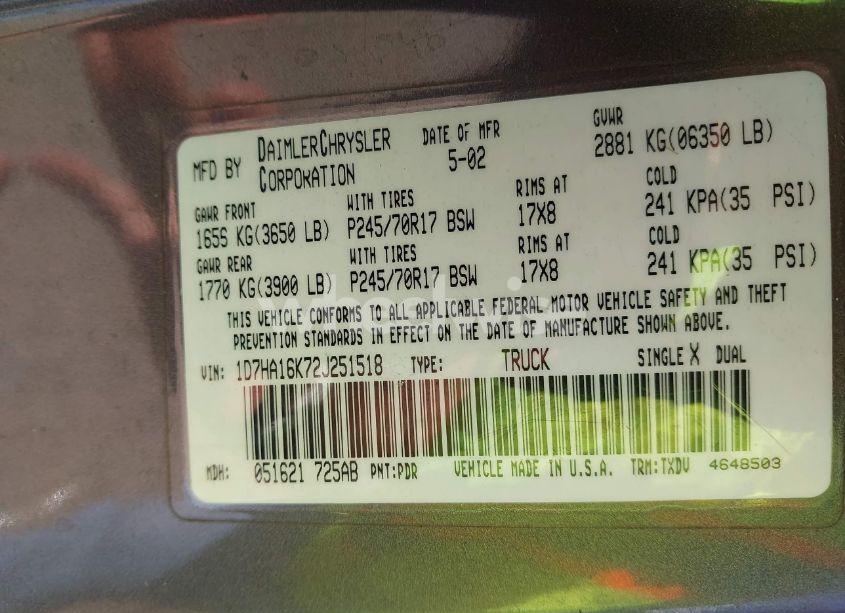 MFD BY DAIMLERCHRYSLER CORPORATION DATE OF MFR 5-02 GVWR 2881 KG(06350 LB)
GAWR FRONT WITH TIRES RIMS AT COLD
1655 KG(3650 LB) P245/70R17 BSW 17X8 241 KPA(35 PSI)
GAWR REAR WITH TIRES RIMS AT COLD
1770 KG(3900 LB) P245/70R17 BSW 17X8 241 KPA(35 PSI)
THIS VEHICLE CONFORMS TO ALL APPLICABLE FEDERAL MOTOR VEHICLE SAFETY AND THEFT
PREVENTION STANDARDS IN EFFECT ON THE DATE OF MANUFACTURE SHOWN ABOVE.
VIN: 1D7HA16K72J251518 TYPE: TRUCK SINGLE X DUAL
MDH: 051621 725AB PNT:PDR VEHICLE MADE IN U.S.A. TRM:TXDV 4648503